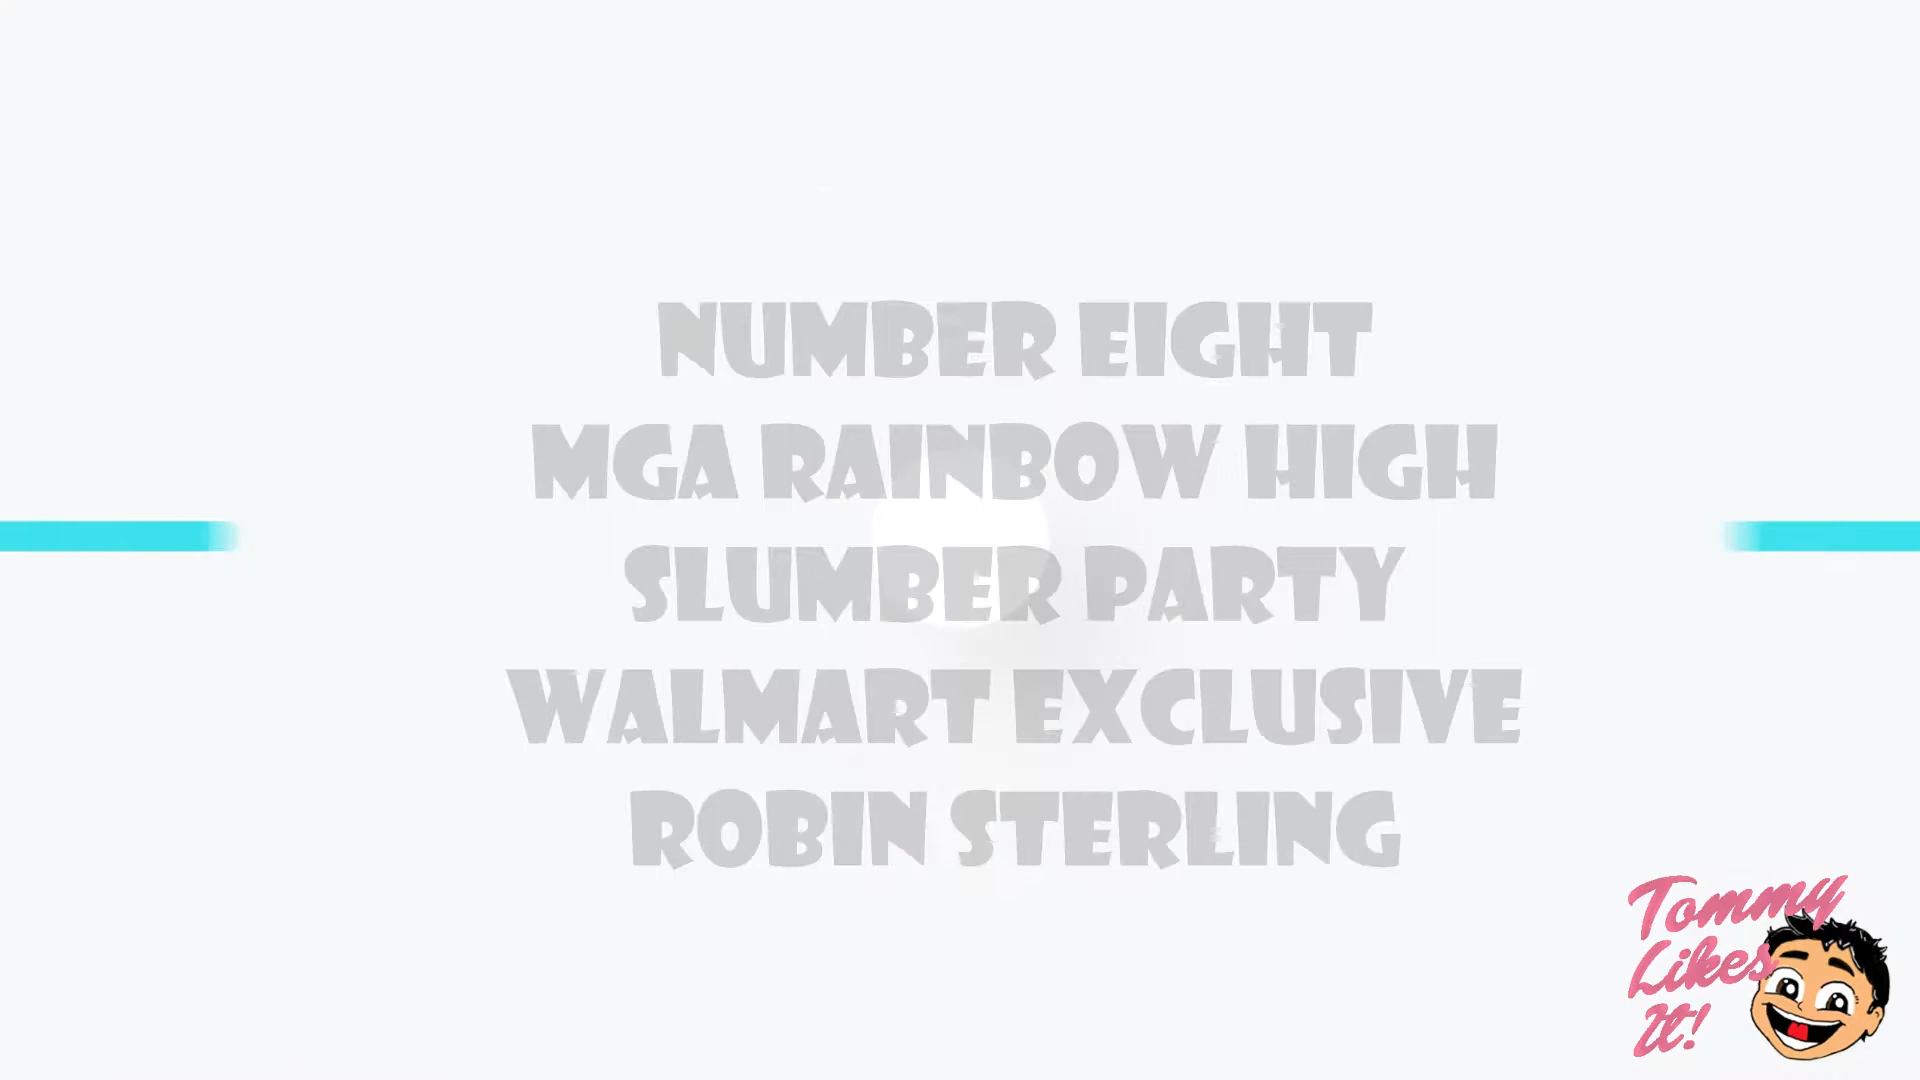 NUMBER EIGHT
MGA RAINBOW HIGH
SLUMBER PARTY
WALMART EXCLUSIVE
ROBIN STERLING
Tommy
Likes
It!